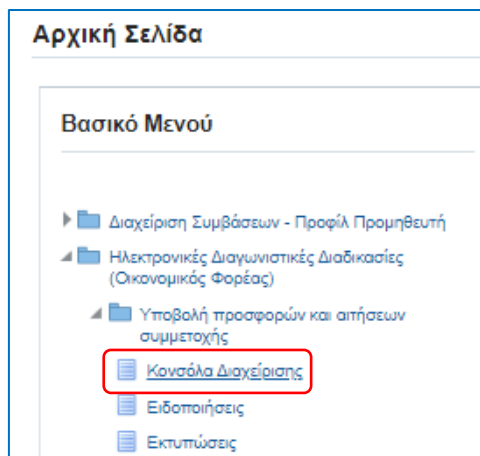 Αρχική Σελίδα
Βασικό Μενού
Διαχείριση Συμβάσεων - Προφίλ Προμηθευτή
Ηλεκτρονικές Διαγωνιστικές Διαδικασίες
(Οικονομικός Φορέας)
Υποβολή προσφορών και αιτήσεων
συμμετοχής
Κονσόλα Διαχείρισης
Ειδοποιήσεις
Εκτυπώσεις